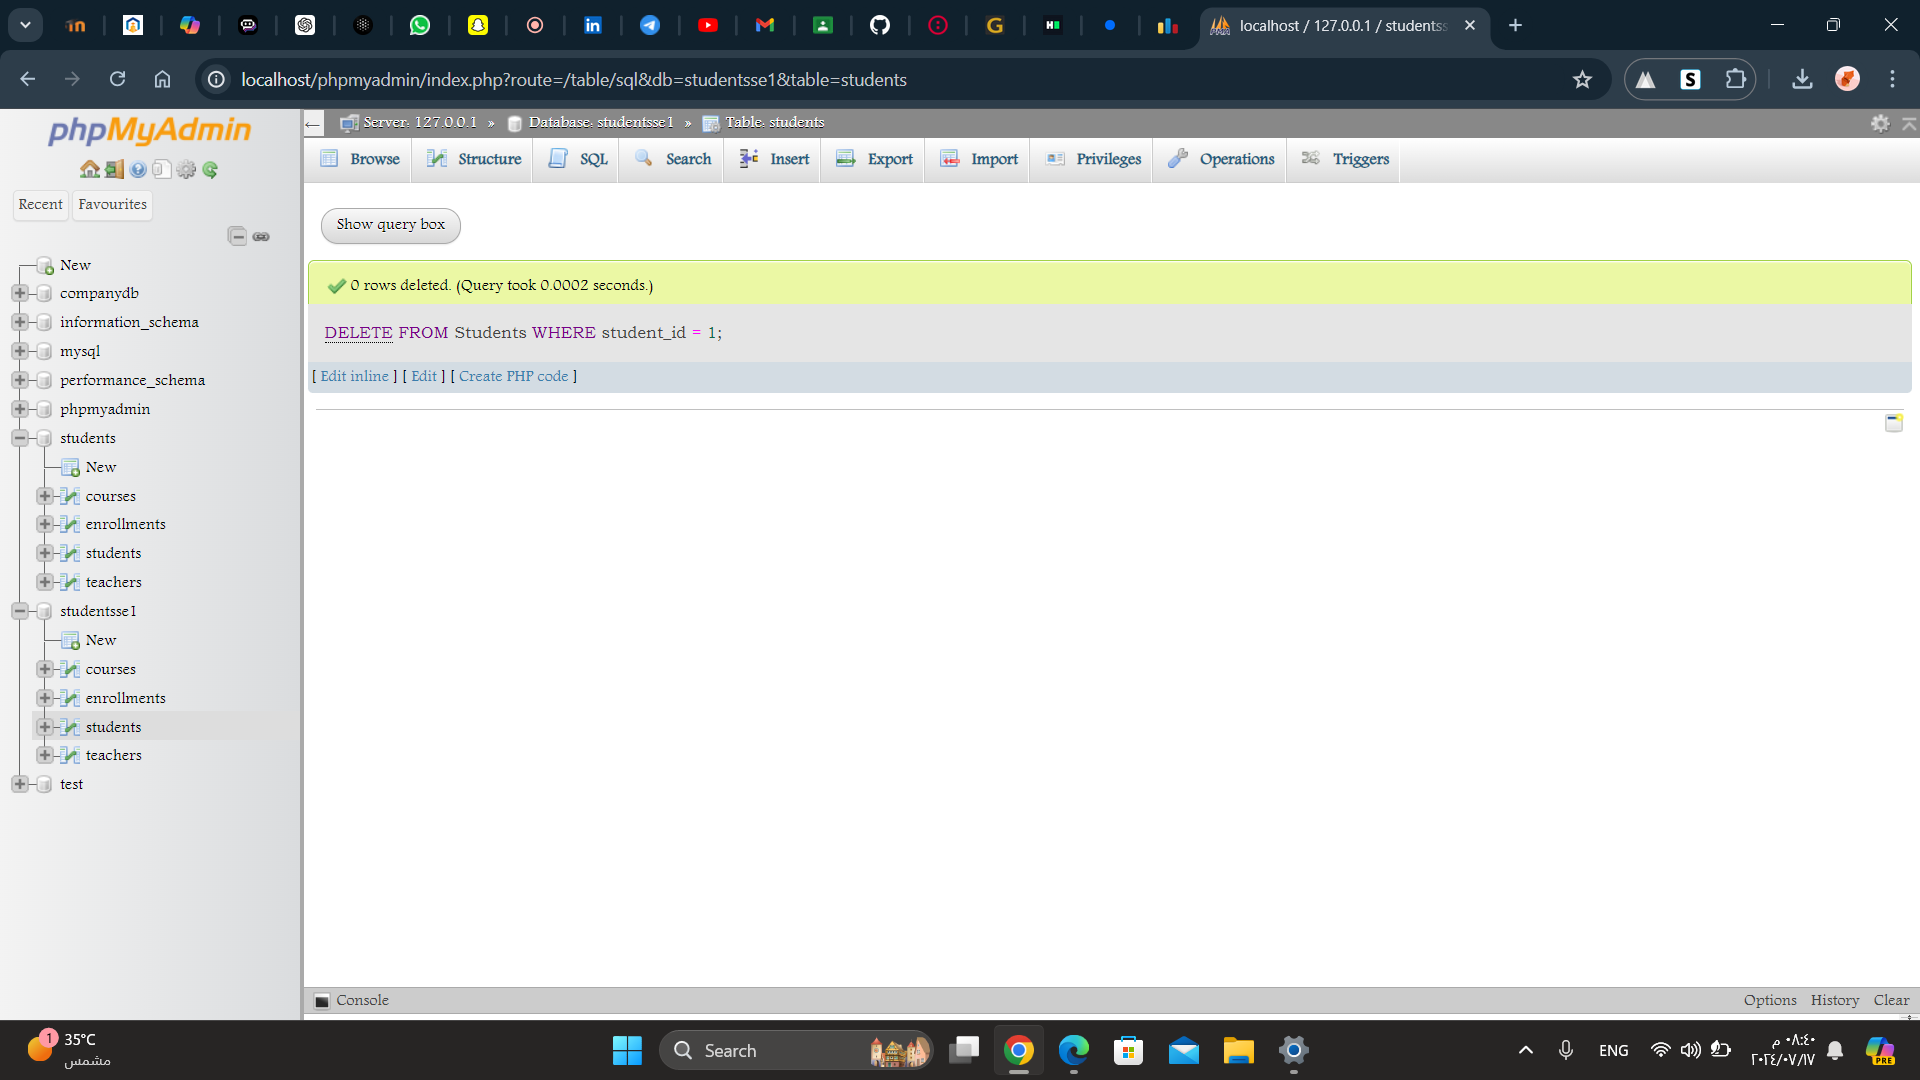 localhost / 127.0.0.1 / studentss
localhost/phpmyadmin/index.php?route=/table/sql&db=studentsse1&table=students
phpMyAdmin
Recent
Favourites
New
companydb
information_schema
mysql
performance_schema
phpmyadmin
students
New
courses
enrollments
students
teachers
studentsse1
New
courses
enrollments
students
teachers
test
Server: 127.0.0.1 » Database: studentsse1 » Table: students
Browse Structure SQL Search Insert Export Import Privileges Operations Triggers
Show query box
0 rows deleted. (Query took 0.0002 seconds.)
DELETE FROM Students WHERE student_id = 1;
[ Edit inline ] [ Edit ] [ Create PHP code ]
Console
Options History Clear
1
35°C
مشمس
Search
ENG
٠٨:٤٠ م
٢٠٢٤/٠٧/١٧
PRE